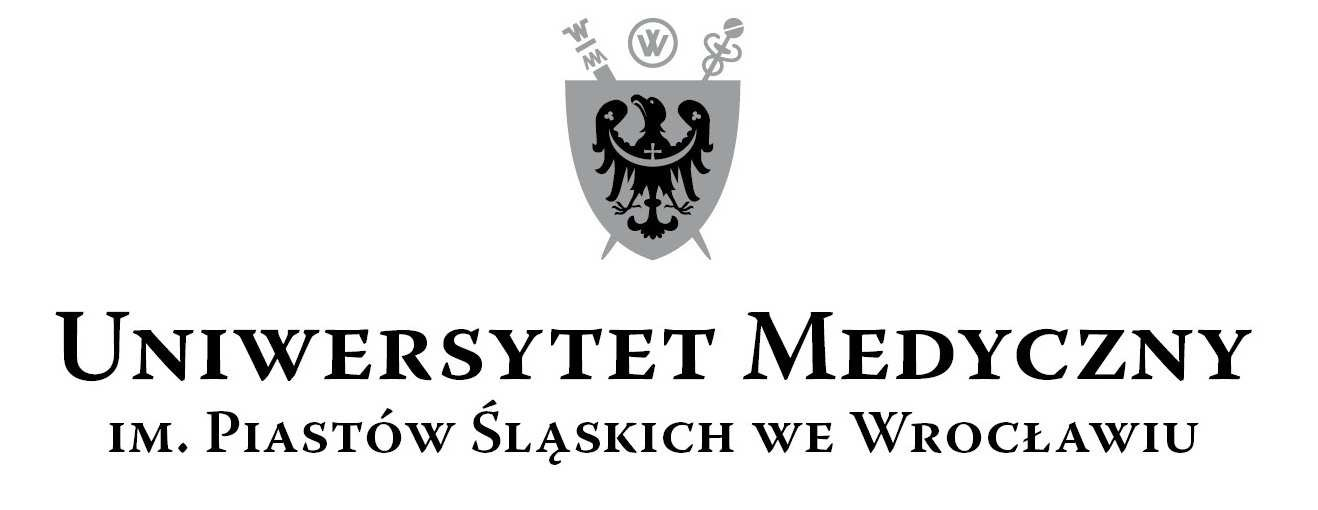 W
UNIWERSYTET MEDYCZNY
IM. PIASTÓW ŚLĄSKICH WE WROCŁAWIU